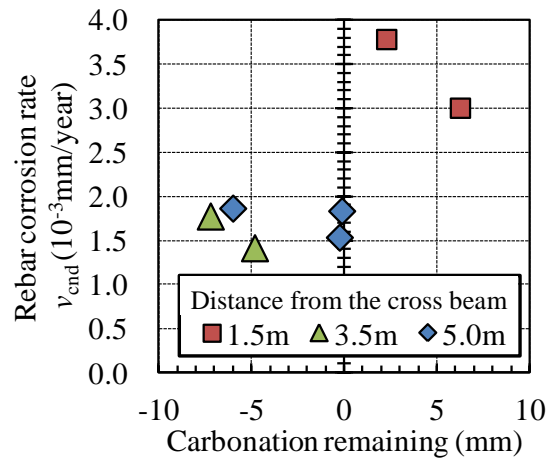 Rebar corrosion rate
v_cnd (10⁻³mm/year)
4.0
3.5
3.0
2.5
2.0
1.5
1.0
0.5
0.0
Distance from the cross beam
1.5m 3.5m 5.0m
-10 -5 0 5 10
Carbonation remaining (mm)